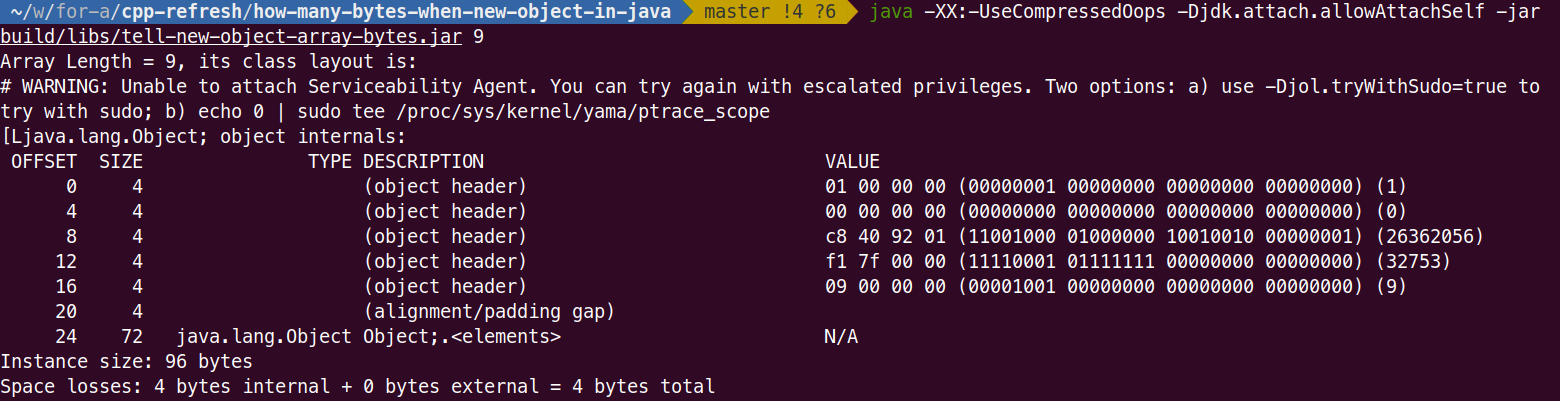 ~/w/for-a/cpp-refresh/how-many-bytes-when-new-object-in-java master !4 ?6 java -XX:-UseCompressedOops -Djdk.attach.allowAttachSelf -jar
build/libs/tell-new-object-array-bytes.jar 9
Array Length = 9, its class layout is:
# WARNING: Unable to attach Serviceability Agent. You can try again with escalated privileges. Two options: a) use -Djol.tryWithSudo=true to
try with sudo; b) echo 0 | sudo tee /proc/sys/kernel/yama/ptrace_scope
[Ljava.lang.Object; object internals:
OFFSET SIZE TYPE DESCRIPTION VALUE
0 4 (object header) 01 00 00 00 (00000001 00000000 00000000 00000000) (1)
4 4 (object header) 00 00 00 00 (00000000 00000000 00000000 00000000) (0)
8 4 (object header) c8 40 92 01 (11001000 01000000 10010010 00000001) (26362056)
12 4 (object header) f1 7f 00 00 (11110001 01111111 00000000 00000000) (32753)
16 4 (object header) 09 00 00 00 (00001001 00000000 00000000 00000000) (9)
20 4 (alignment/padding gap)
24 72 java.lang.Object Object;.<elements> N/A
Instance size: 96 bytes
Space losses: 4 bytes internal + 0 bytes external = 4 bytes total